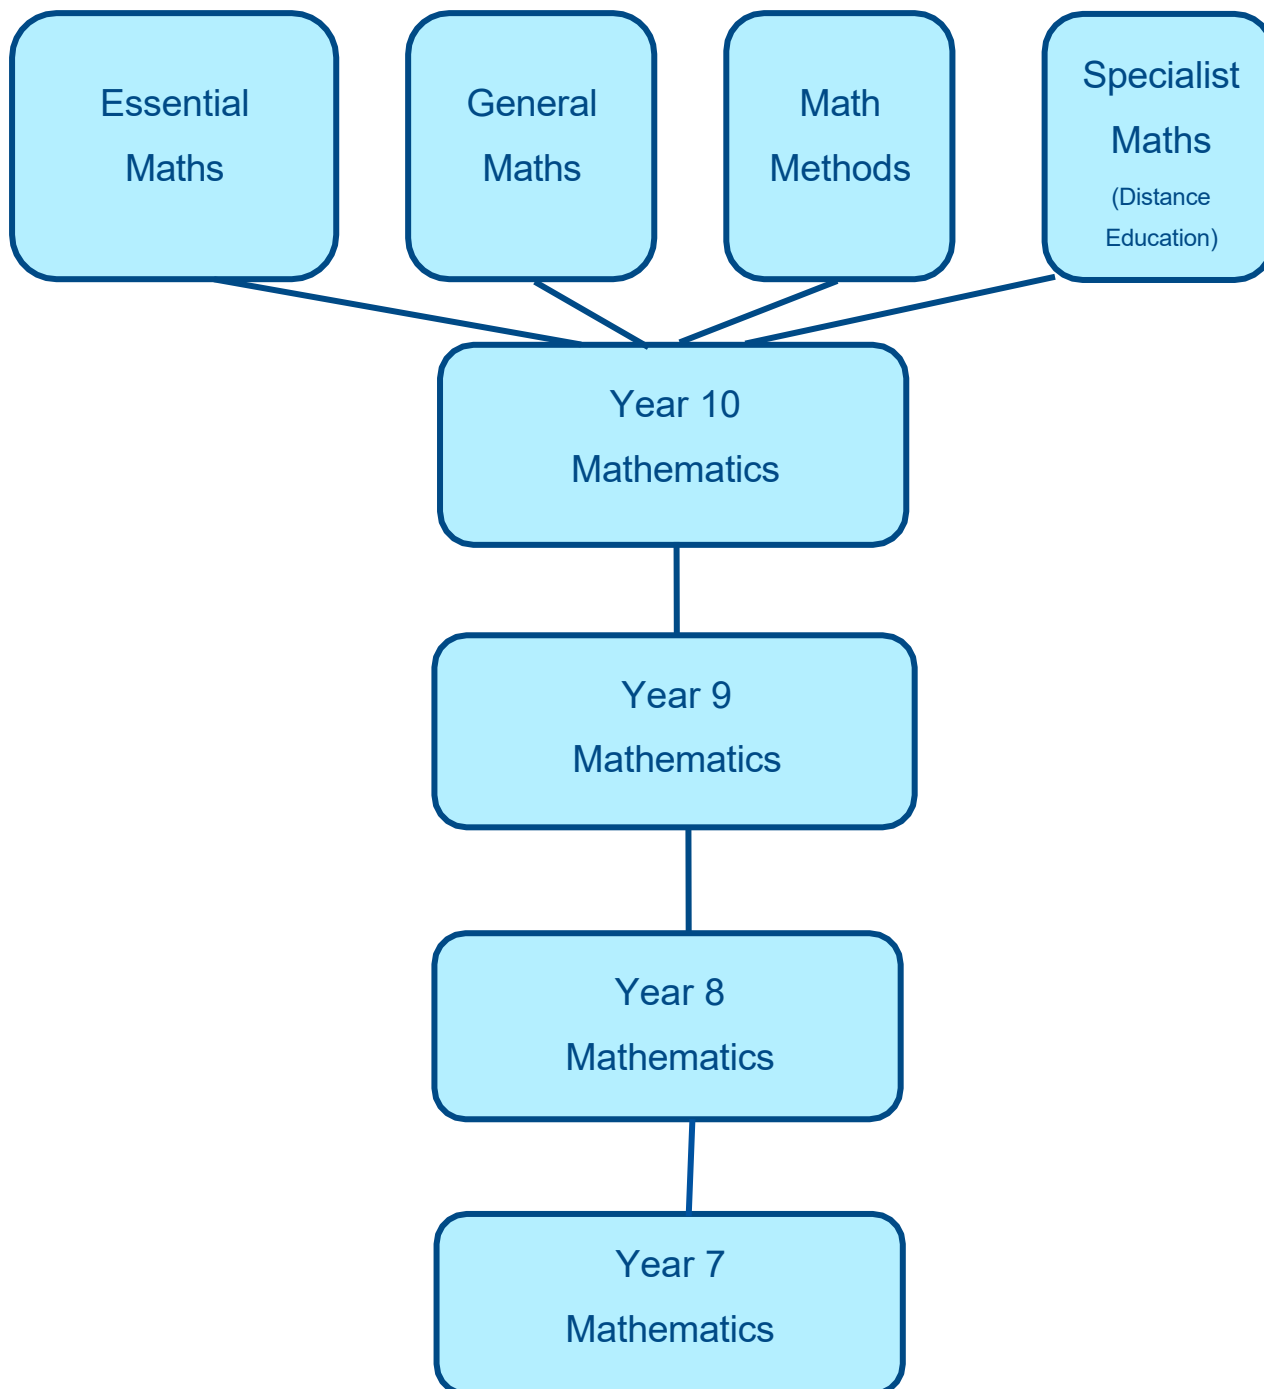 Essential
Maths
General
Maths
Math
Methods
Specialist
Maths
(Distance
Education)
Year 10
Mathematics
Year 9
Mathematics
Year 8
Mathematics
Year 7
Mathematics